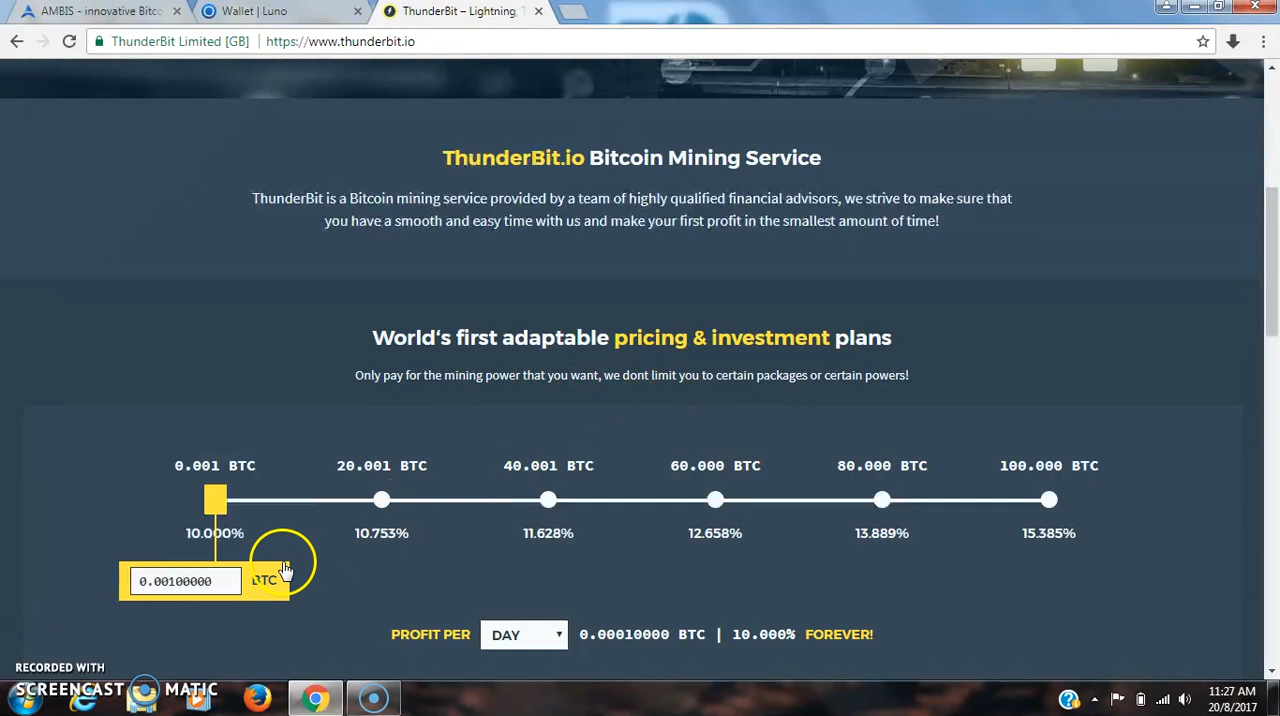 AMBIS - innovative Bitco
Wallet | Luno
ThunderBit – Lightning, T
ThunderBit Limited [GB]
https://www.thunderbit.io
ThunderBit.io Bitcoin Mining Service
ThunderBit is a Bitcoin mining service provided by a team of highly qualified financial advisors, we strive to make sure that
you have a smooth and easy time with us and make your first profit in the smallest amount of time!
World‘s first adaptable pricing & investment plans
Only pay for the mining power that you want, we dont limit you to certain packages or certain powers!
0.001 BTC 20.001 BTC 40.001 BTC 60.000 BTC 80.000 BTC 100.000 BTC
10.000% 10.753% 11.628% 12.658% 13.889% 15.385%
0.00100000 BTC
PROFIT PER DAY 0.00010000 BTC | 10.000% FOREVER!
RECORDED WITH
SCREENCAST MATIC
11:27 AM
20/8/2017